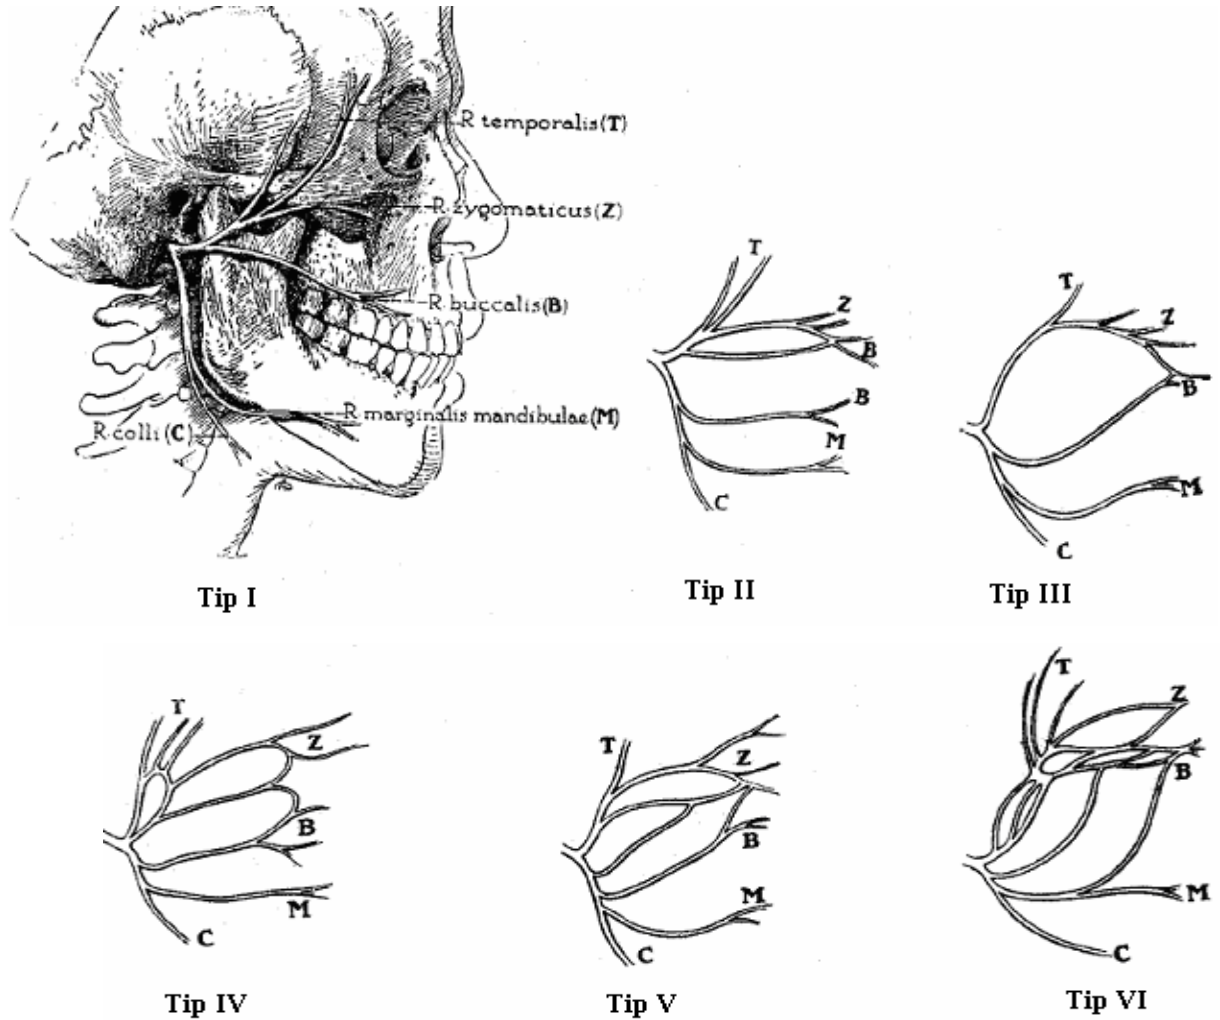 R temporalis(T)
R zygomaticus(Z)
R buccalis(B)
R marginalis mandibulae(M)
R.colli (C)
Tip I
T
Z
B
B
M
C
Tip II
T
Z
B
M
C
Tip III
T
Z
B
M
C
Tip IV
T
Z
B
M
C
Tip V
T
Z
B
M
C
Tip VI